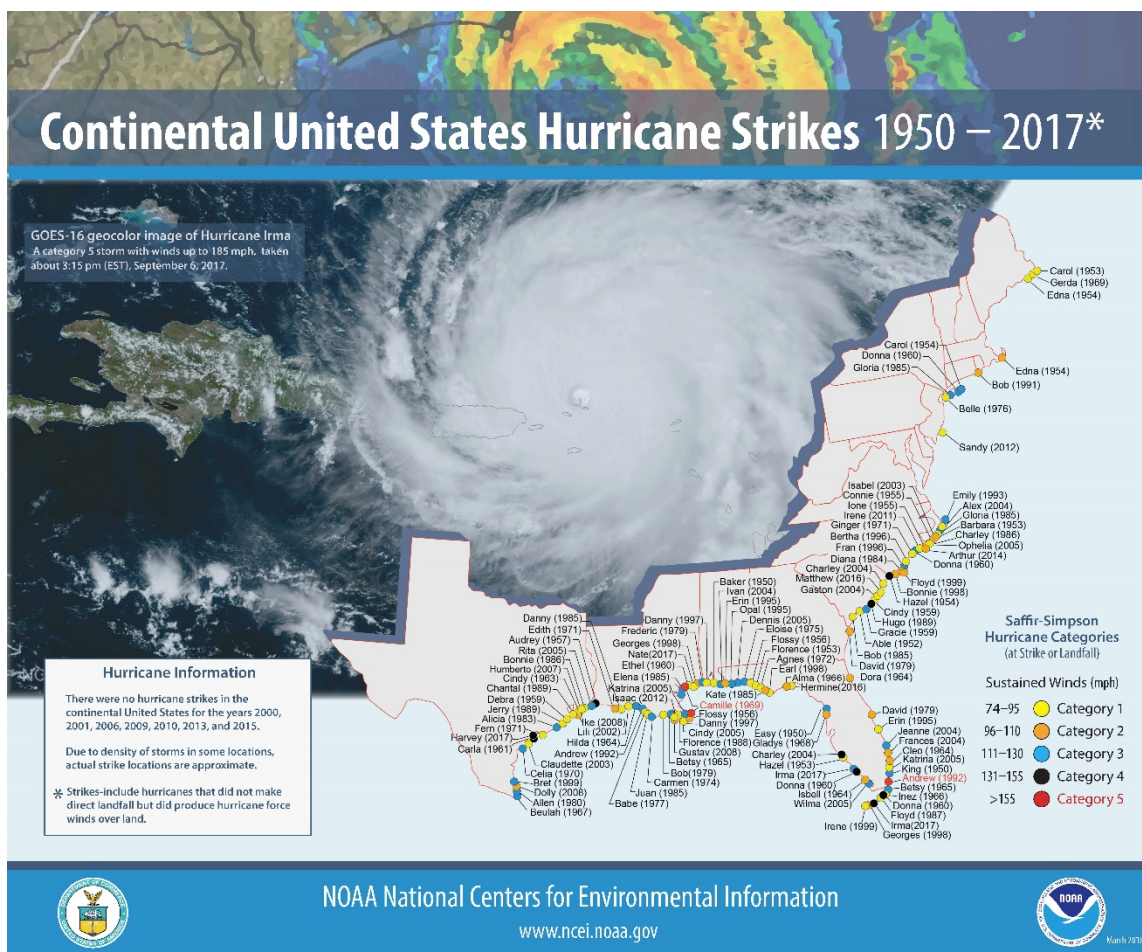 Continental United States Hurricane Strikes 1950 – 2017*
GOES-16 geocolor image of Hurricane Irma
A category 5 storm with winds up to 185 mph, taken
about 3:15 pm (EST), September 6, 2017.
Carol (1953)
Gerda (1969)
Edna (1954)
Carol (1954)
Donna (1960)
Gloria (1985)
Edna (1954)
Bob (1991)
Belle (1976)
Sandy (2012)
Isabel (2003)
Connie (1955)
Ione (1955)
Irene (2011)
Ginger (1971)
Bertha (1996)
Fran (1996)
Diana (1984)
Charley (2004)
Matthew (2016)
Gaston (2004)
Emily (1993)
Alex (2004)
Gloria (1985)
Barbara (1953)
Charley (1986)
Ophelia (2005)
Arthur (2014)
Donna (1960)
Floyd (1999)
Bonnie (1998)
Hazel (1954)
Cindy (1959)
Hugo (1989)
Gracie (1959)
Able (1952)
Bob (1985)
David (1979)
Dora (1964)
Baker (1950)
Ivan (2004)
Erin (1995)
Opal (1995)
Dennis (2005)
Eloise (1975)
Flossy (1956)
Florence (1953)
Agnes (1972)
Earl (1998)
Alma (1966)
Hermine(2016)
Kate (1985)
Danny (1997)
Frederic (1979)
Georges (1998)
Nate(2017)
Ethel (1960)
Elena (1985)
Katrina (2005)
Isaac (2012)
Camille (1969)
Flossy (1956)
Danny (1997)
Cindy (2005)
Florence (1988)
Gustav (2008)
Betsy (1965)
Bob(1979)
Carmen (1974)
Juan (1985)
Babe (1977)
Andrew (1992)
Hilda (1964)
Lili (2002)
Ike (2008)
Danny (1985)
Edith (1971)
Audrey (1957)
Rita (2005)
Bonnie (1986)
Humberto (2007)
Cindy (1963)
Chantal (1989)
Debra (1959)
Jerry (1989)
Alicia (1983)
Fern (1971)
Harvey (2017)
Carla (1961)
Claudette (2003)
Celia (1970)
Bret (1999)
Dolly (2008)
Allen (1980)
Beulah (1967)
Easy (1950)
Gladys (1968)
Charley (2004)
Hazel (1953)
Irma (2017)
Donna (1960)
Isbell (1964)
Wilma (2005)
Irene (1999)
David (1979)
Erin (1995)
Jeanne (2004)
Frances (2004)
Cleo (1964)
Katrina (2005)
King (1950)
Andrew (1992)
Betsy (1965)
Inez (1966)
Donna (1960)
Floyd (1987)
Irma(2017)
Georges (1998)
Hurricane Information
There were no hurricane strikes in the
continental United States for the years 2000,
2001, 2006, 2009, 2010, 2013, and 2015.
Due to density of storms in some locations,
actual strike locations are approximate.
* Strikes-include hurricanes that did not make
direct landfall but did produce hurricane force
winds over land.
Saffir-Simpson
Hurricane Categories
(at Strike or Landfall)
Sustained Winds (mph)
74–95 Category 1
96–110 Category 2
111–130 Category 3
131–155 Category 4
>155 Category 5
NOAA National Centers for Environmental Information
www.ncei.noaa.gov
NOAA